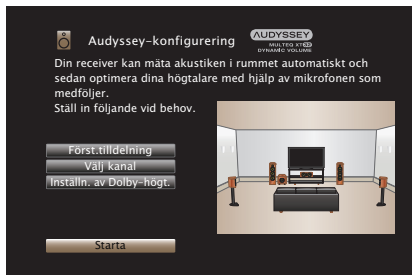 Audyssey-konfigurering
AUDYSSEY
MULTEQ XT32
DYNAMIC VOLUME
Din receiver kan mäta akustiken i rummet automatiskt och
sedan optimera dina högtalare med hjälp av mikrofonen som
medföljer.
Ställ in följande vid behov.
Först.tilldelning
Välj kanal
Inställn. av Dolby-högt.
Starta